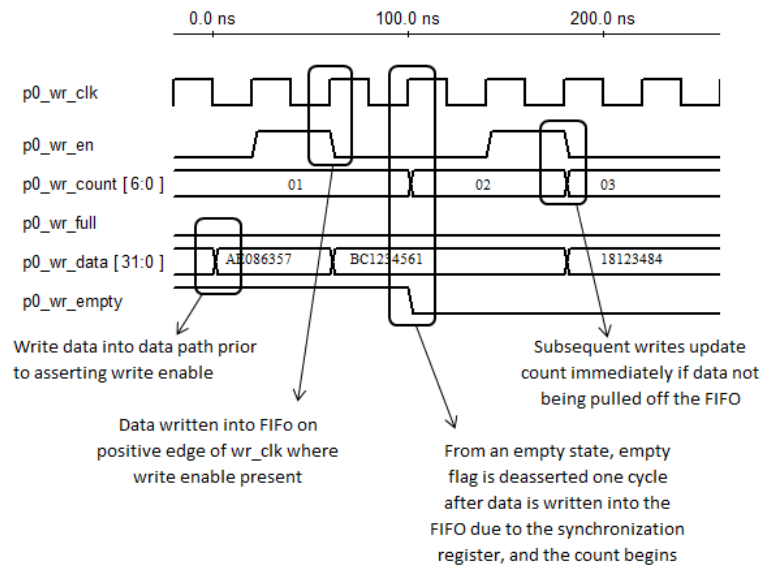 0.0 ns 100.0 ns 200.0 ns
p0_wr_clk
p0_wr_en
p0_wr_count [6:0] 01 02 03
p0_wr_full
p0_wr_data [31:0] AE086357 BC1234561 18123484
p0_wr_empty
Write data into data path prior
to asserting write enable
Subsequent writes update
count immediately if data not
being pulled off the FIFO
Data written into FIFo on
positive edge of wr_clk where
write enable present
From an empty state, empty
flag is deasserted one cycle
after data is written into the
FIFO due to the synchronization
register, and the count begins